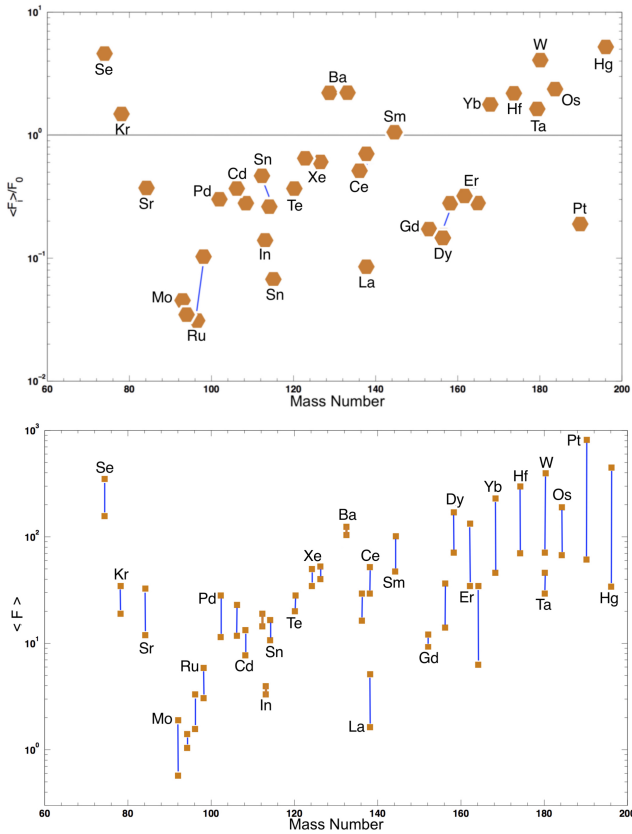 10¹
W
Se
Ba
Hg
Yb
Os
Hf
Kr
Sm
Ta
10⁰
<Fᵢ>/F₀
Sn
Cd
Xe
Er
Ce
Sr
Pd
Te
Gd
Pt
In
Dy
10⁻¹
La
Sn
Mo
Ru
10⁻²
60 80 100 120 140 160 180 200
Mass Number
10³
Pt
Se
W
Hf
Yb
Os
Dy
Ba
10²
Xe
Ce
Kr
Sm
Er
Ta
Hg
< F >
Pd
Te
Sr
Sn
Gd
10¹
Cd
Ru
In
Mo
La
10⁰
60 80 100 120 140 160 180 200
Mass Number